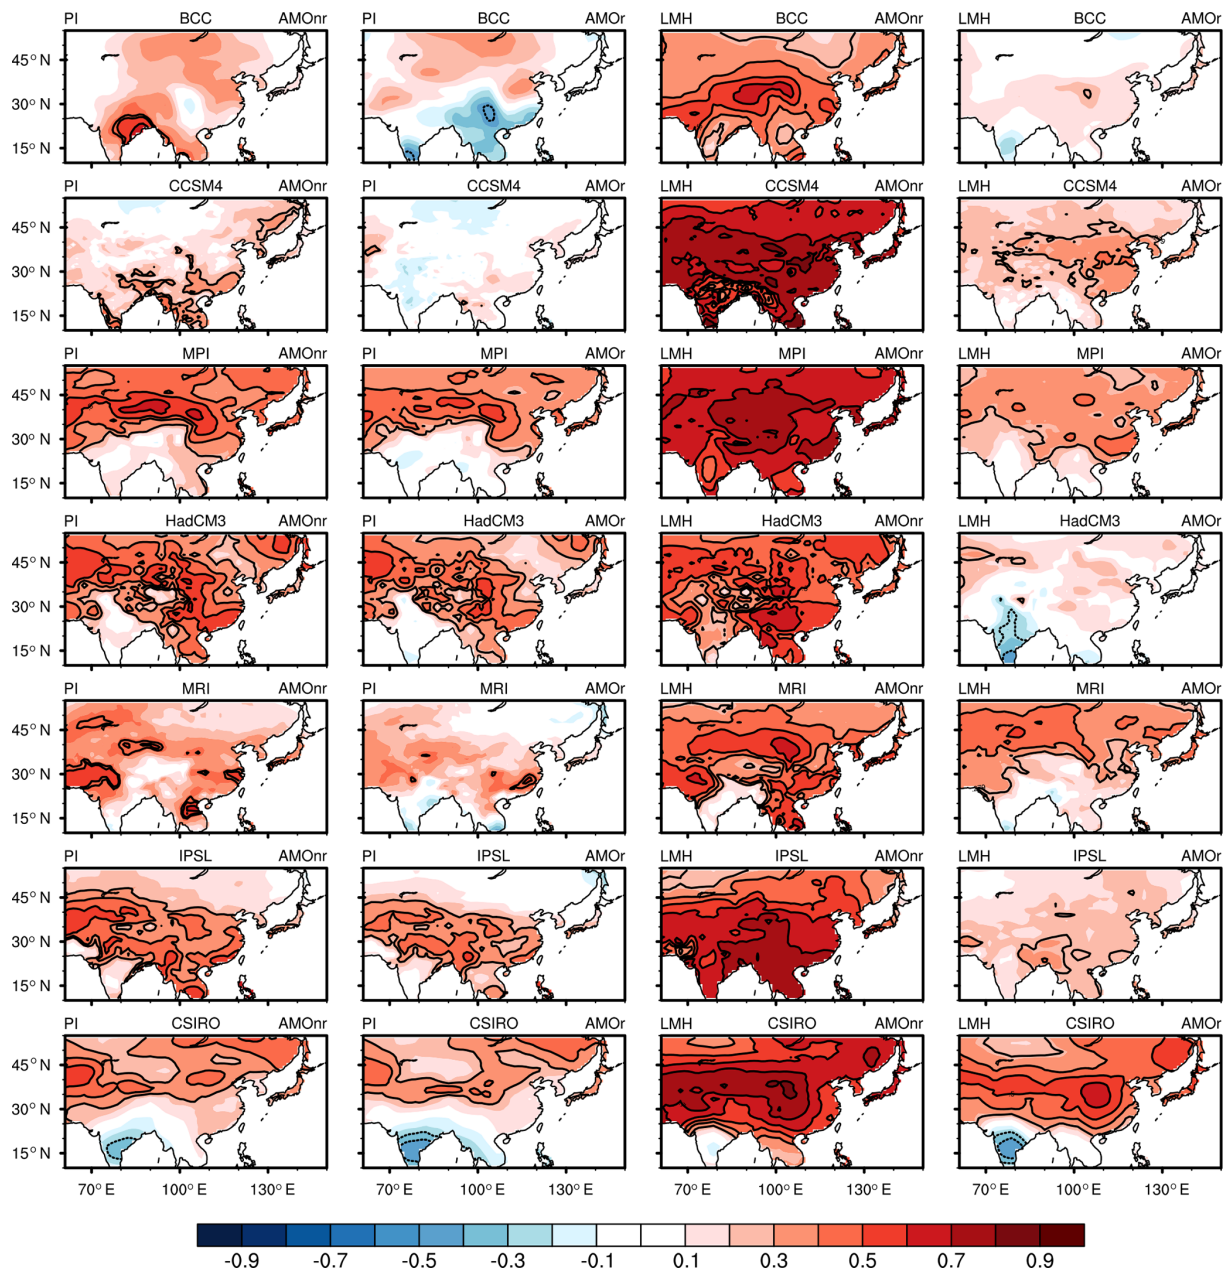 PI BCC AMOnr PI BCC AMOr LMH BCC AMOnr LMH BCC AMOr
45° N
30° N
15° N
PI CCSM4 AMOnr PI CCSM4 AMOr LMH CCSM4 AMOnr LMH CCSM4 AMOr
45° N
30° N
15° N
PI MPI AMOnr PI MPI AMOr LMH MPI AMOnr LMH MPI AMOr
45° N
30° N
15° N
PI HadCM3 AMOnr PI HadCM3 AMOr LMH HadCM3 AMOnr LMH HadCM3 AMOr
45° N
30° N
15° N
PI MRI AMOnr PI MRI AMOr LMH MRI AMOnr LMH MRI AMOr
45° N
30° N
15° N
PI IPSL AMOnr PI IPSL AMOr LMH IPSL AMOnr LMH IPSL AMOr
45° N
30° N
15° N
PI CSIRO AMOnr PI CSIRO AMOr LMH CSIRO AMOnr LMH CSIRO AMOr
45° N
30° N
15° N
70° E 100° E 130° E 70° E 100° E 130° E 70° E 100° E 130° E 70° E 100° E 130° E
-0.9 -0.7 -0.5 -0.3 -0.1 0.1 0.3 0.5 0.7 0.9